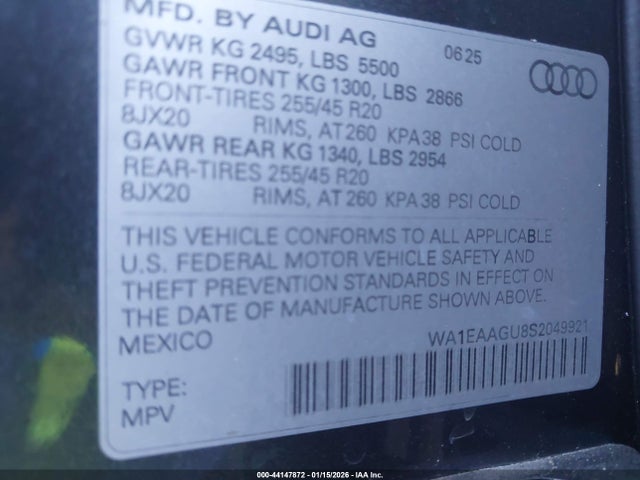 MFD. BY AUDI AG 0625
GVWR KG 2495, LBS 5500
GAWR FRONT KG 1300, LBS 2866
FRONT-TIRES 255/45 R20
8JX20 RIMS, AT 260 KPA 38 PSI COLD
GAWR REAR KG 1340, LBS 2954
REAR-TIRES 255/45 R20
8JX20 RIMS, AT 260 KPA 38 PSI COLD
THIS VEHICLE CONFORMS TO ALL APPLICABLE
U.S. FEDERAL MOTOR VEHICLE SAFETY AND
THEFT PREVENTION STANDARDS IN EFFECT ON
THE DATE OF MANUFACTURE SHOWN ABOVE.
MEXICO WA1EAAGU8S2049921
TYPE:
MPV
000-44147872 - 01/15/2026 - IAA Inc.